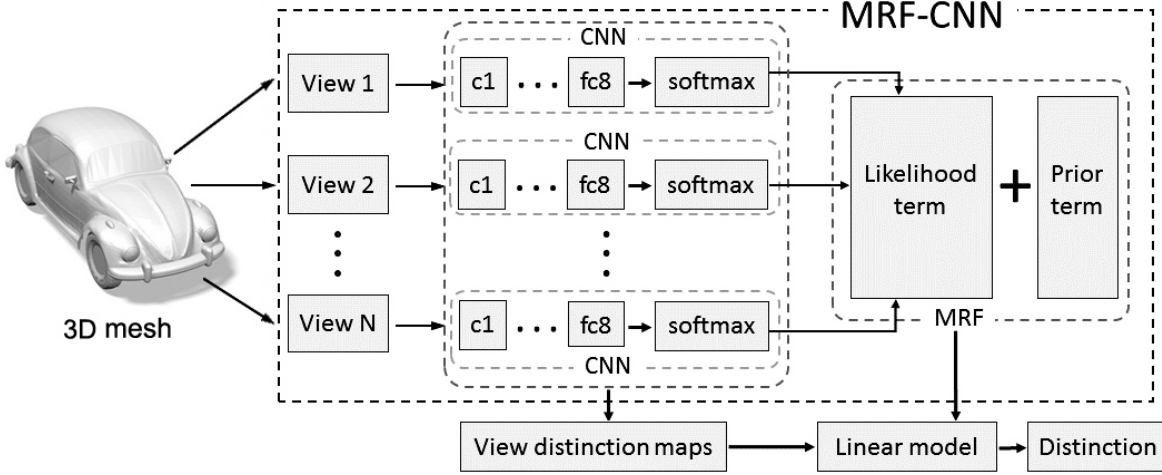 MRF-CNN
CNN
View 1
c1
...
fc8
softmax
CNN
View 2
c1
...
fc8
softmax
Likelihood
term
+
Prior
term
3D mesh
View N
c1
...
fc8
softmax
CNN
MRF
View distinction maps
Linear model
Distinction